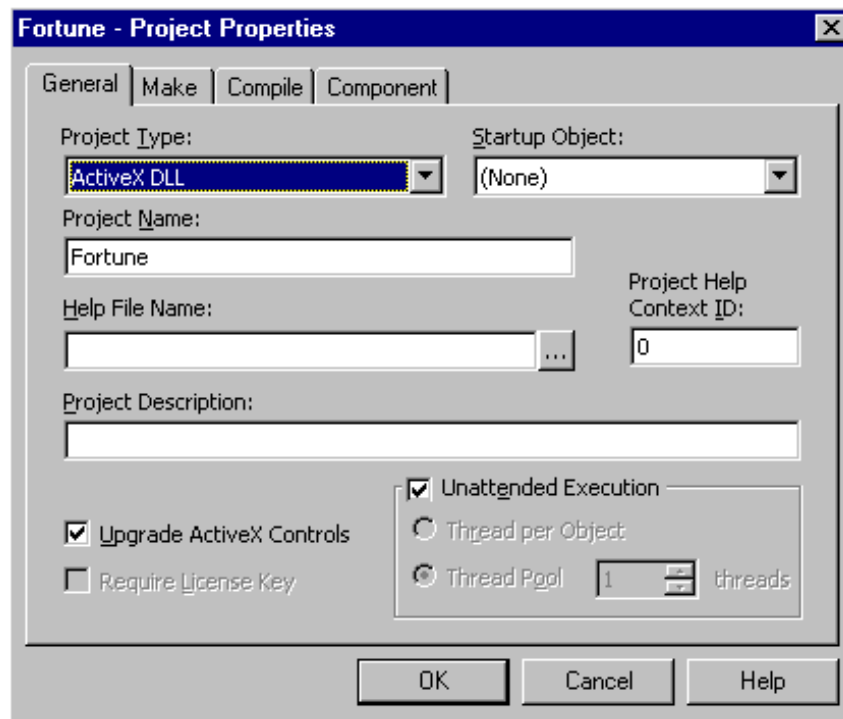 Fortune - Project Properties
General Make Compile Component
Project Type: Startup Object:
ActiveX DLL (None)
Project Name:
Fortune
Project Help
Help File Name: Context ID:
... 0
Project Description:
Unattended Execution
Upgrade ActiveX Controls Thread per Object
Require License Key Thread Pool 1 threads
OK Cancel Help